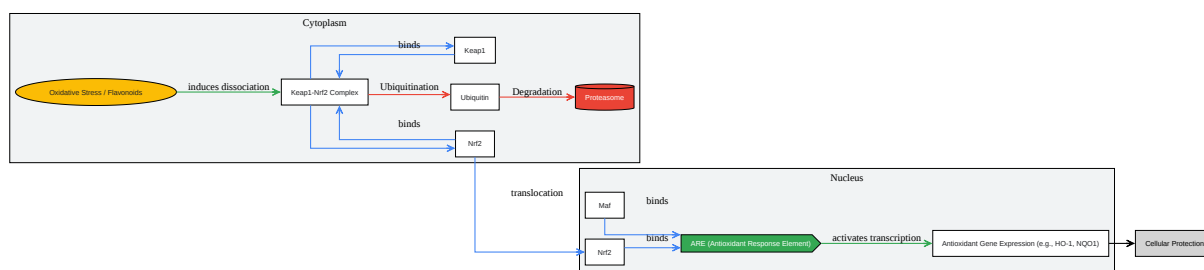 Cytoplasm
binds
Keap1
Oxidative Stress / Flavonoids
induces dissociation
Keap1-Nrf2 Complex
Ubiquitination
Ubiquitin
Degradation
Proteasome
binds
Nrf2
translocation
Nucleus
Maf
binds
Nrf2
binds
ARE (Antioxidant Response Element)
activates transcription
Antioxidant Gene Expression (e.g., HO-1, NQO1)
Cellular Protection